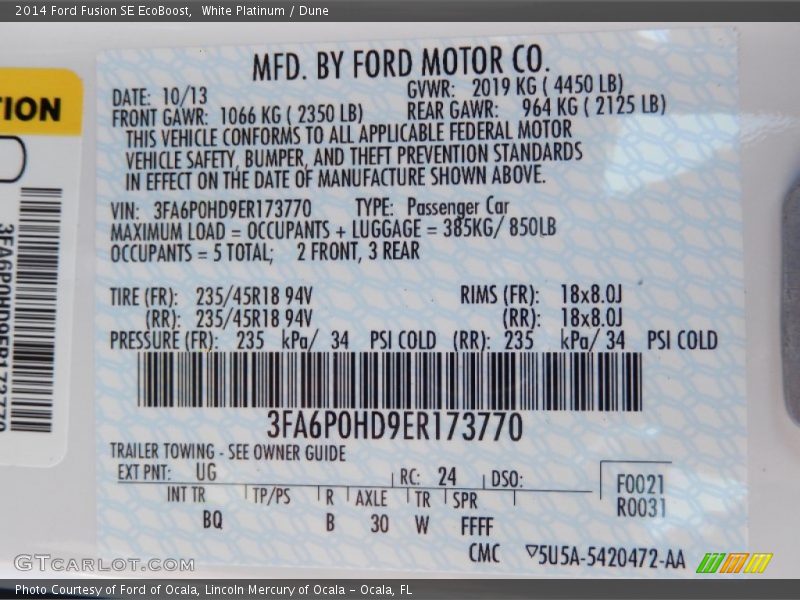 2014 Ford Fusion SE EcoBoost,  White Platinum / Dune
MFD. BY FORD MOTOR CO.
DATE: 10/13 GVWR: 2019 KG ( 4450 LB)
FRONT GAWR: 1066 KG ( 2350 LB) REAR GAWR: 964 KG ( 2125 LB)
THIS VEHICLE CONFORMS TO ALL APPLICABLE FEDERAL MOTOR
VEHICLE SAFETY, BUMPER, AND THEFT PREVENTION STANDARDS
IN EFFECT ON THE DATE OF MANUFACTURE SHOWN ABOVE.
VIN: 3FA6P0HD9ER173770 TYPE: Passenger Car
MAXIMUM LOAD = OCCUPANTS + LUGGAGE = 385KG/ 850LB
OCCUPANTS = 5 TOTAL; 2 FRONT, 3 REAR
TIRE (FR): 235/45R18 94V RIMS (FR): 18x8.0J
(RR): 235/45R18 94V (RR): 18x8.0J
PRESSURE (FR): 235 kPa/ 34 PSI COLD (RR): 235 kPa/ 34 PSI COLD
3FA6P0HD9ER173770
TRAILER TOWING - SEE OWNER GUIDE
EXT PNT: UG RC: 24 DSO: F0021
INT TR TP/PS R AXLE TR SPR R0031
BQ B 30 W FFFF
CMC ▽5U5A-5420472-AA
TION
3FA6P0HD9ER173770
GTCARLOT.COM
Photo Courtesy of Ford of Ocala, Lincoln Mercury of Ocala – Ocala, FL